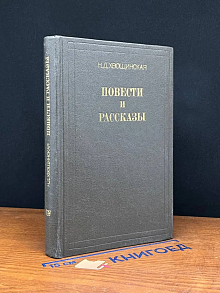 Н.Д.ХВОЩИНСКАЯ
ПОВЕСТИ
И
РАССКАЗЫ
Н.Д.ХВОЩИНСКАЯ
ПОВЕСТИ И РАССКАЗЫ
КНИГОЕД